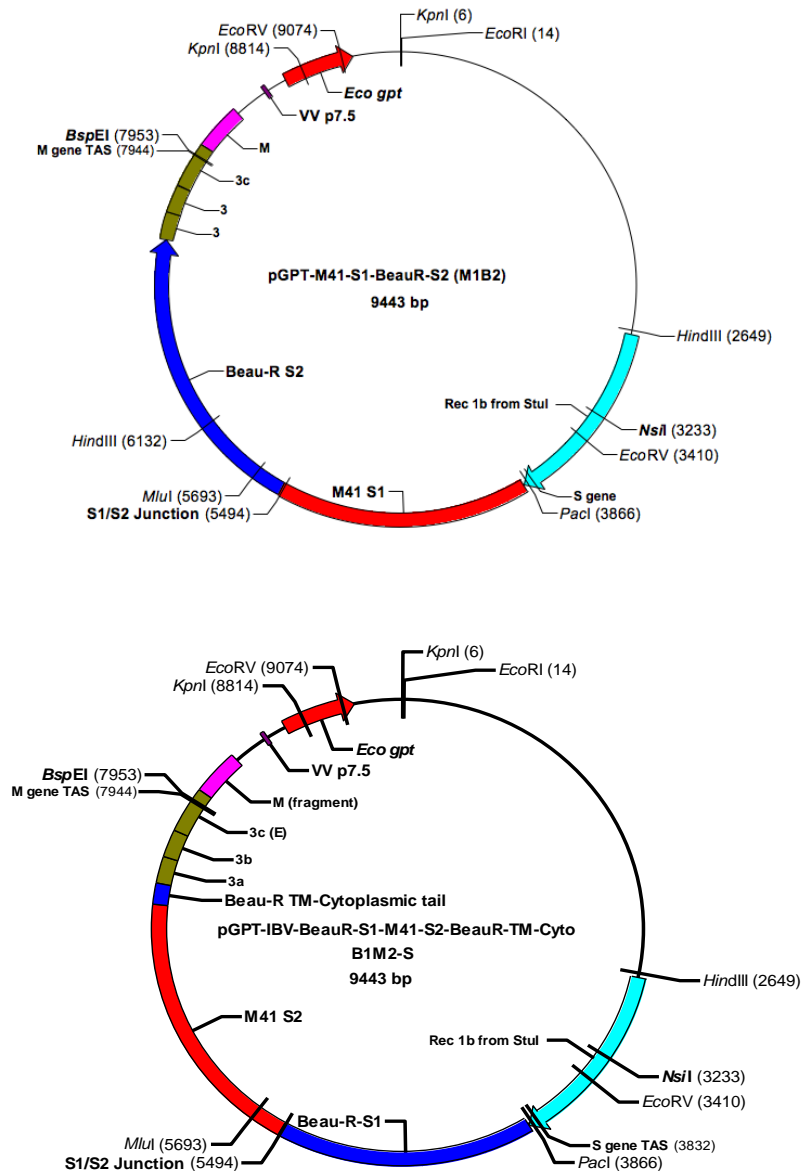 KpnI (6)
EcoRV (9074)
EcoRI (14)
KpnI (8814)
Eco gpt
VV p7.5
BspEI (7953)
M gene TAS (7944)
M
3c
3
3
pGPT-M41-S1-BeauR-S2 (M1B2)
9443 bp
HindIII (2649)
Beau-R S2
Rec 1b from StuI
NsiI (3233)
HindIII (6132)
EcoRV (3410)
MluI (5693)
M41 S1
S gene
S1/S2 Junction (5494)
PacI (3866)
KpnI (6)
EcoRV (9074)
EcoRI (14)
KpnI (8814)
Eco gpt
BspEI (7953)
VV p7.5
M gene TAS (7944)
M (fragment)
3c (E)
3b
3a
Beau-R TM-Cytoplasmic tail
pGPT-IBV-BeauR-S1-M41-S2-BeauR-TM-Cyto
B1M2-S
9443 bp
HindIII (2649)
M41 S2
Rec 1b from StuI
NsiI (3233)
EcoRV (3410)
Beau-R-S1
MluI (5693)
S gene TAS (3832)
S1/S2 Junction (5494)
PacI (3866)